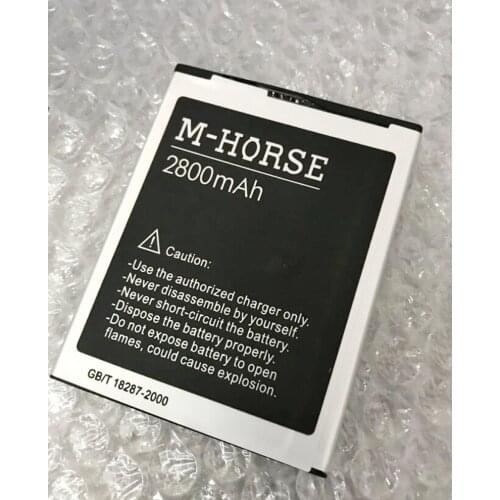 M-HORSE
2800mAh
Caution:
-Use the authorized charger only.
-Never disassemble by yourself.
-Never short-circuit the battery.
-Dispose the battery properly.
-Do not expose battery to open
flames, could cause explosion.
GB/T 18287-2000